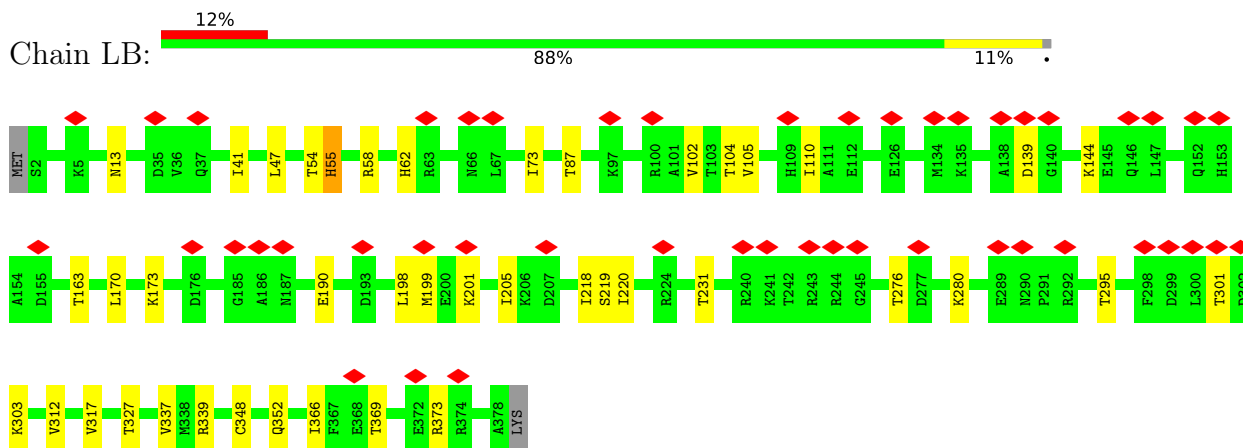 12%
Chain LB:
88% 11% •
MET S2 K5 N13 D35 V36 Q37 I41 L47 T54 H55 R58 H62 R63 N66 L67 I73 T87 K97 R100 A101 V102 T103 T104 V105 H109 I110 A111 E112 E126 M134 K135 A138 D139 G140 K144 E145 Q146 L147 Q152 H153
A154 D155 T163 L170 K173 D176 G185 A186 N187 E190 D193 L198 M199 E200 K201 I205 K206 D207 I218 S219 I220 R224 T231 R240 K241 T242 R243 R244 G245 T276 D277 K280 E289 N290 P291 R292 T295 F298 D299 L300 T301
K303 V312 V317 T327 V337 M338 R339 C348 Q352 I366 F367 E368 T369 E372 R373 R374 A378 LYS